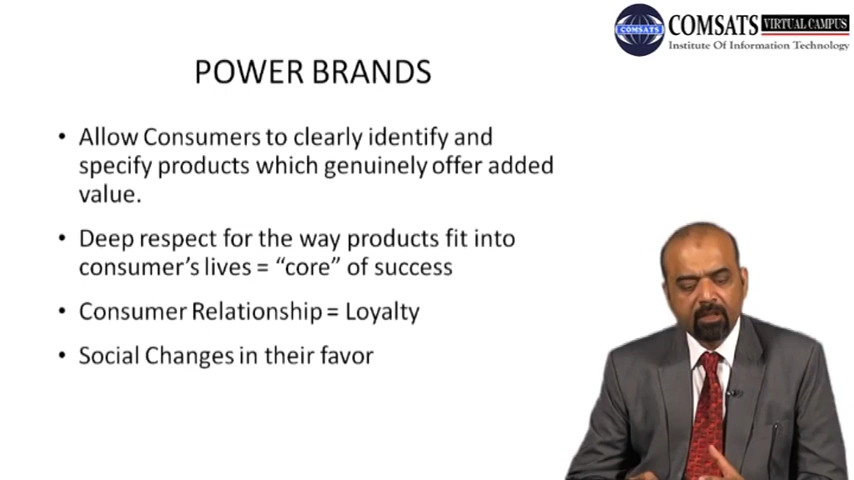 COMSATS
COMSATS VIRTUAL CAMPUS
Institute Of Information Technology
POWER BRANDS
• Allow Consumers to clearly identify and
specify products which genuinely offer added
value.
• Deep respect for the way products fit into
consumer's lives = “core” of success
• Consumer Relationship = Loyalty
• Social Changes in their favor